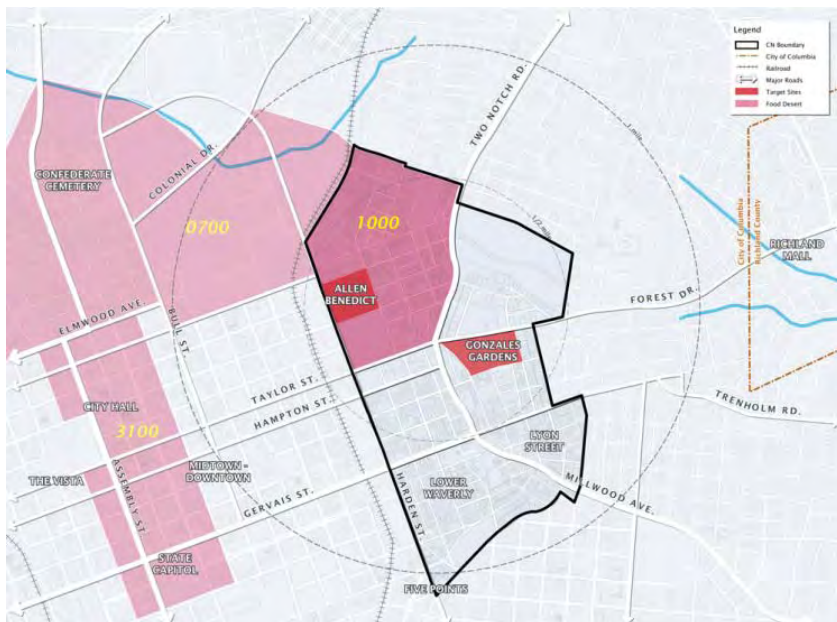 Legend
CN Boundary
City of Columbia
Railroad
Major Roads
Target Sites
Food Desert
TWO NOTCH RD.
1 mile
CONFEDERATE
CEMETERY
COLONIAL DR.
0700
1000
1/2 mile
City of Columbia
Richland County
RICHLAND
MALL
ALLEN
BENEDICT
FOREST DR.
ELMWOOD AVE.
BULL ST.
GONZALES
GARDENS
TAYLOR ST.
HAMPTON ST.
CITY HALL
3100
TRENHOLM RD.
LYON
STREET
THE VISTA
ASSEMBLY ST.
MIDTOWN -
DOWNTOWN
GERVAIS ST.
HARDEN ST.
LOWER
WAVERLY
MILLWOOD AVE.
STATE
CAPITOL
FIVE POINTS